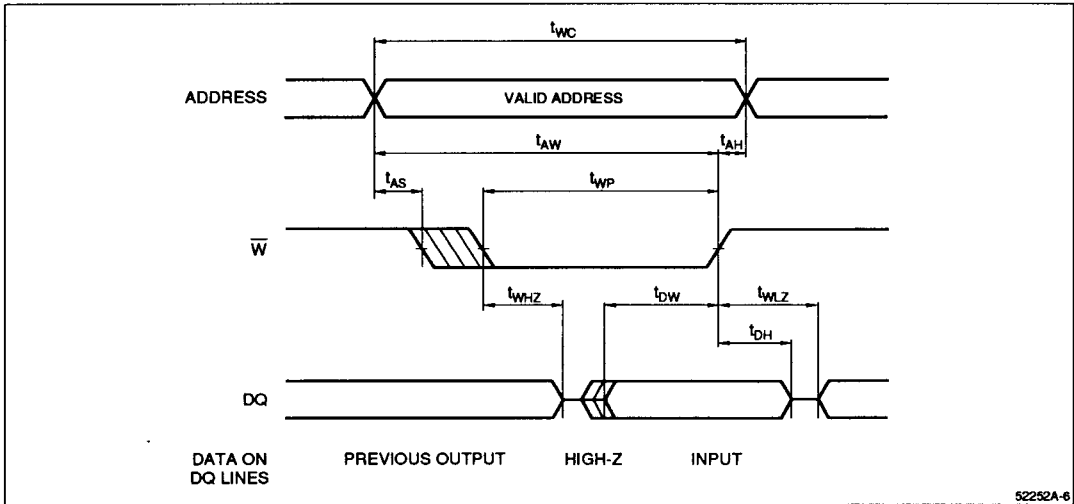 tWC
ADDRESS
VALID ADDRESS
tAW
tAH
tAS
tWP
W̅
tWHZ
tDW
tWLZ
tDH
DQ
DATA ON
DQ LINES
PREVIOUS OUTPUT
HIGH-Z
INPUT
52252A-6